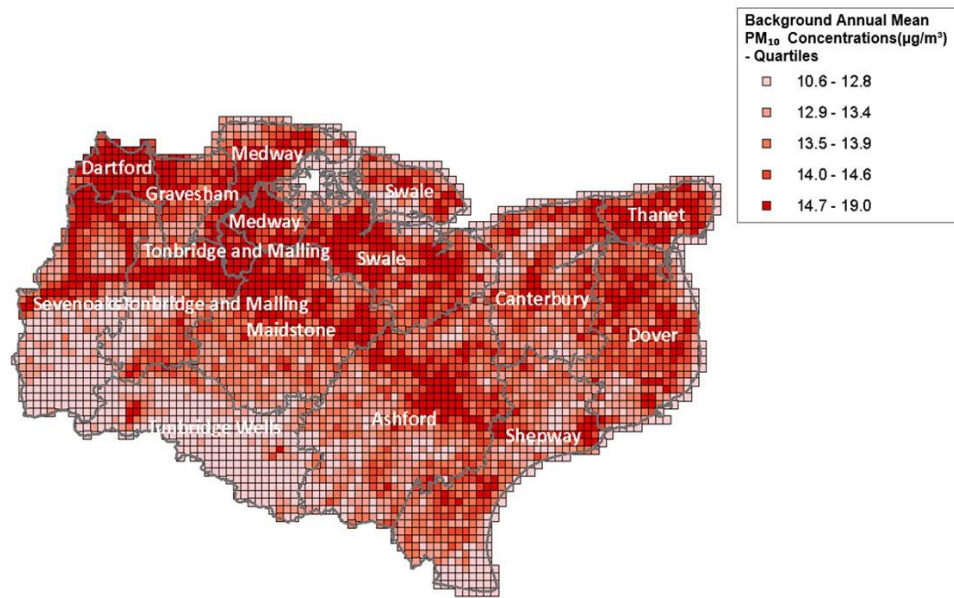 Background Annual Mean
PM₁₀ Concentrations(µg/m³)
- Quartiles
10.6 - 12.8
12.9 - 13.4
13.5 - 13.9
14.0 - 14.6
14.7 - 19.0
Medway
Dartford
Gravesham
Swale
Thanet
Medway
Tonbridge and Malling
Swale
Sevenoaks
Tonbridge and Malling
Canterbury
Maidstone
Dover
Ashford
Tunbridge Wells
Shepway